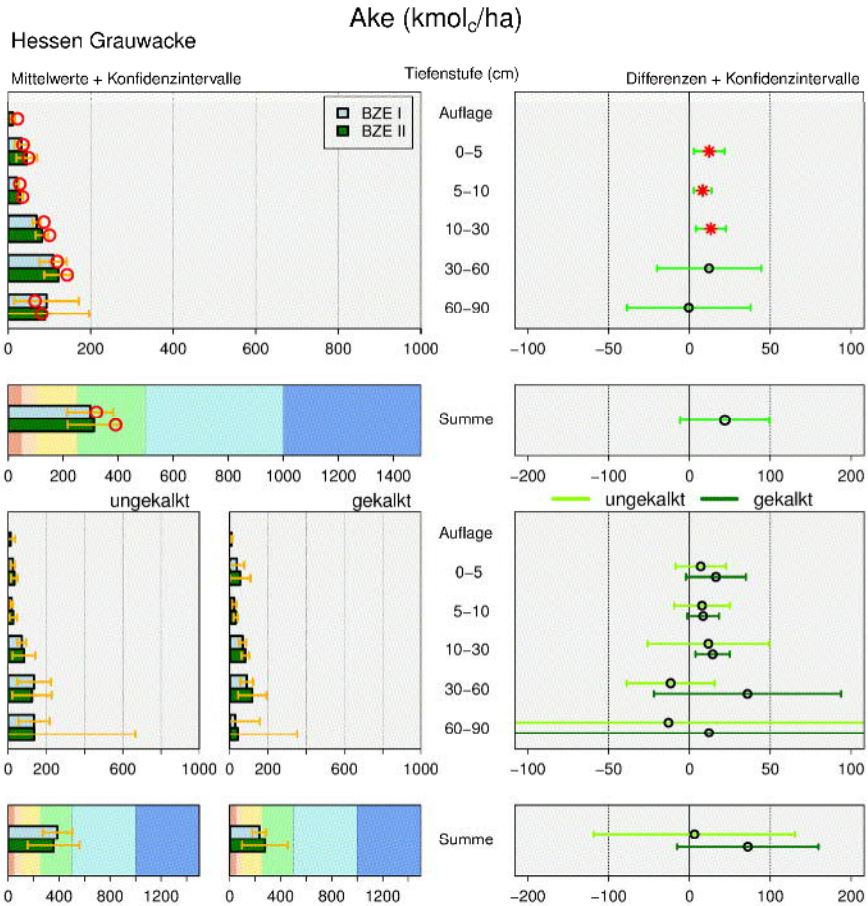 Ake (kmolc/ha)
Hessen Grauwacke
Mittelwerte + Konfidenzintervalle
Tiefenstufe (cm)
Differenzen + Konfidenzintervalle
BZE I
BZE II
Auflage
0−5
5−10
10−30
30−60
60−90
0 200 400 600 800 1000
−100 −50 0 50 100
Summe
0 200 400 600 800 1000 1200 1400
−200 −100 0 100 200
ungekalkt
gekalkt
ungekalkt gekalkt
Auflage
0−5
5−10
10−30
30−60
60−90
0 200 600 1000
0 200 400 600 800 1000
−100 −50 0 50 100
Summe
0 400 1000
0 400 1000
−200 −100 0 100 200